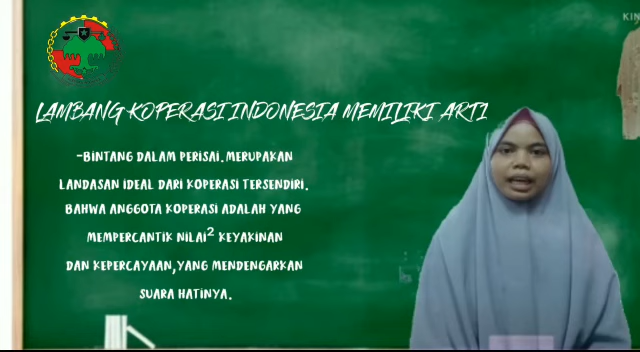 KIN
LAMBANG KOPERASI INDONESIA MEMILIKI ARTI
-BINTANG DALAM PERISAI. MERUPAKAN
LANDASAN IDEAL DARI KOPERASI TERSENDIRI.
BAHWA ANGGOTA KOPERASI ADALAH YANG
MEMPERCANTIK NILAI² KEYAKINAN
DAN KEPERCAYAAN,YANG MENDENGARKAN
SUARA HATINYA.